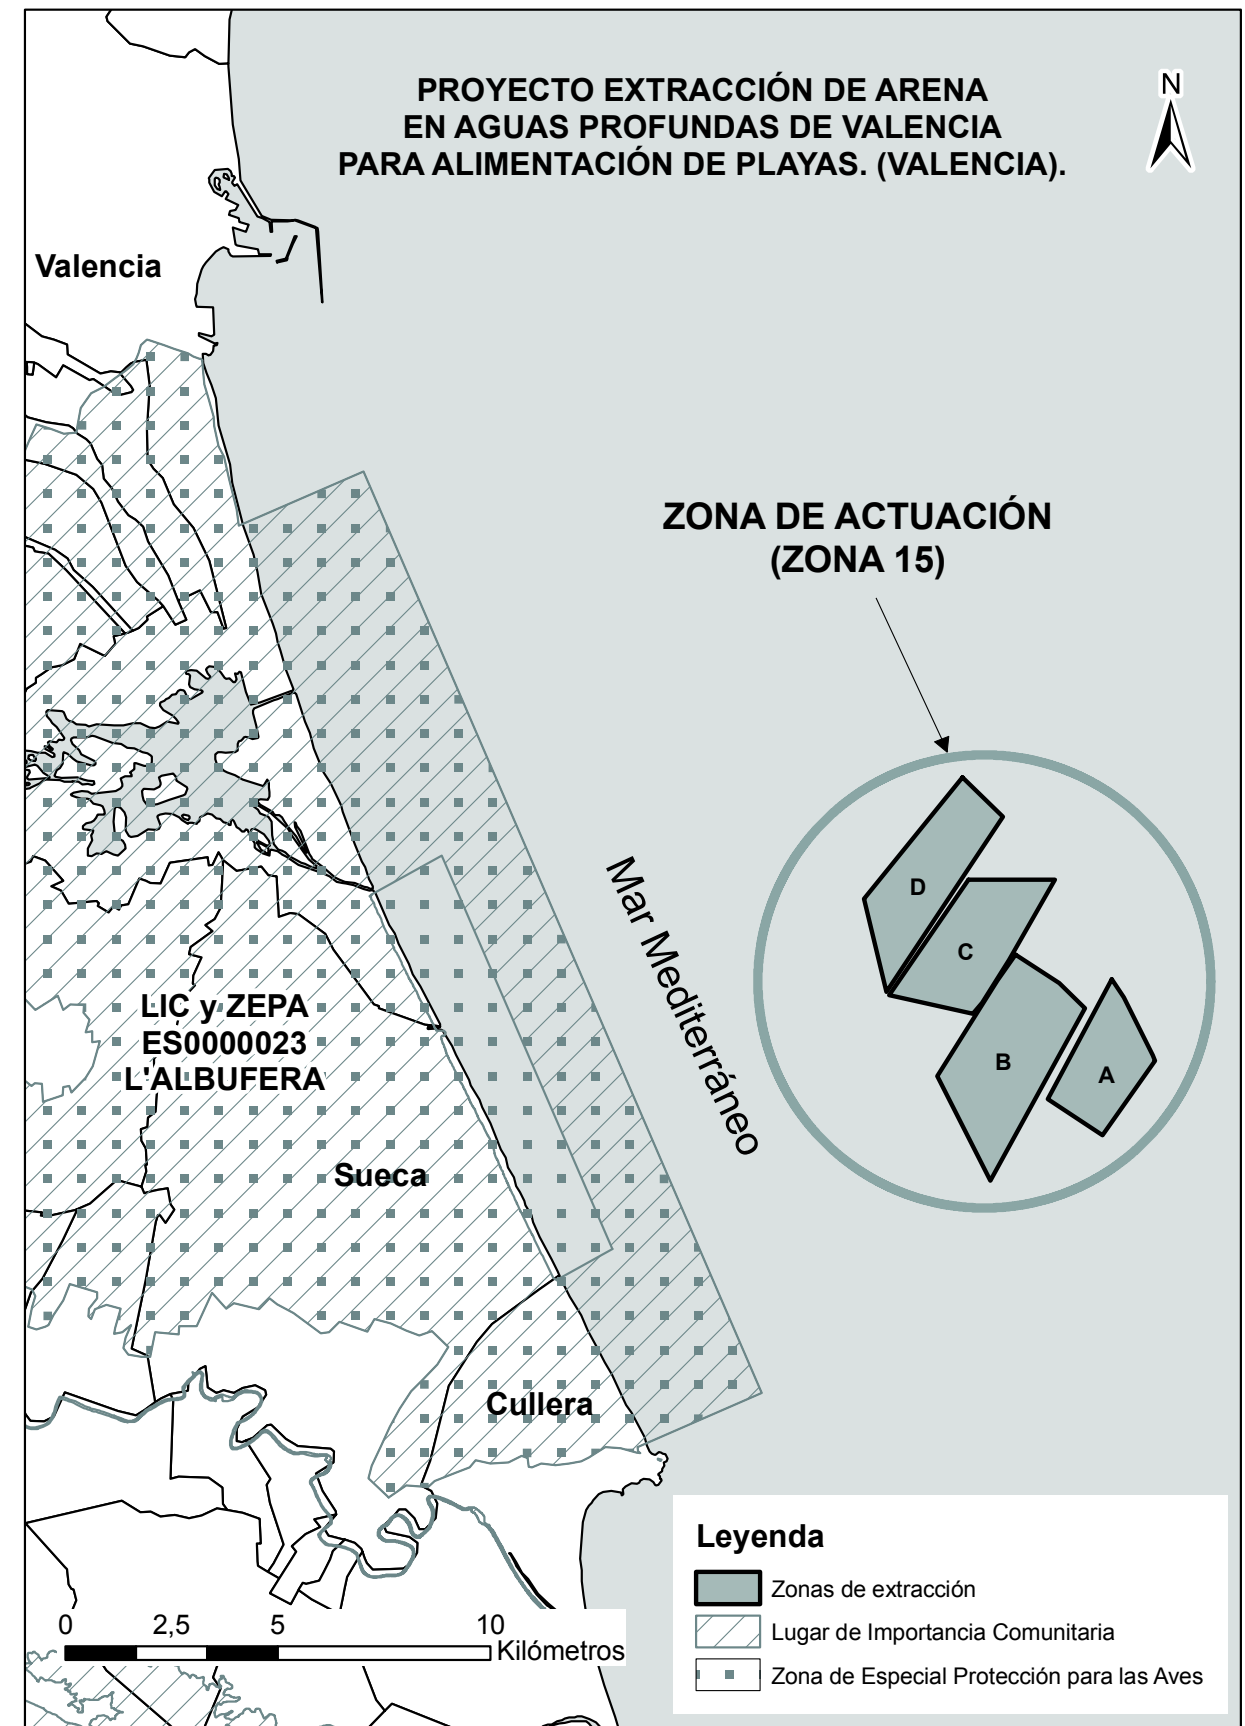 PROYECTO EXTRACCIÓN DE ARENA
EN AGUAS PROFUNDAS DE VALENCIA
PARA ALIMENTACIÓN DE PLAYAS. (VALENCIA).
N
Valencia
ZONA DE ACTUACIÓN
(ZONA 15)
D
C
B
A
Mar Mediterráneo
LIC y ZEPA
ES0000023
L'ALBUFERA
Sueca
Cullera
Leyenda
Zonas de extracción
Lugar de Importancia Comunitaria
Zona de Especial Protección para las Aves
0 2,5 5 10
Kilómetros